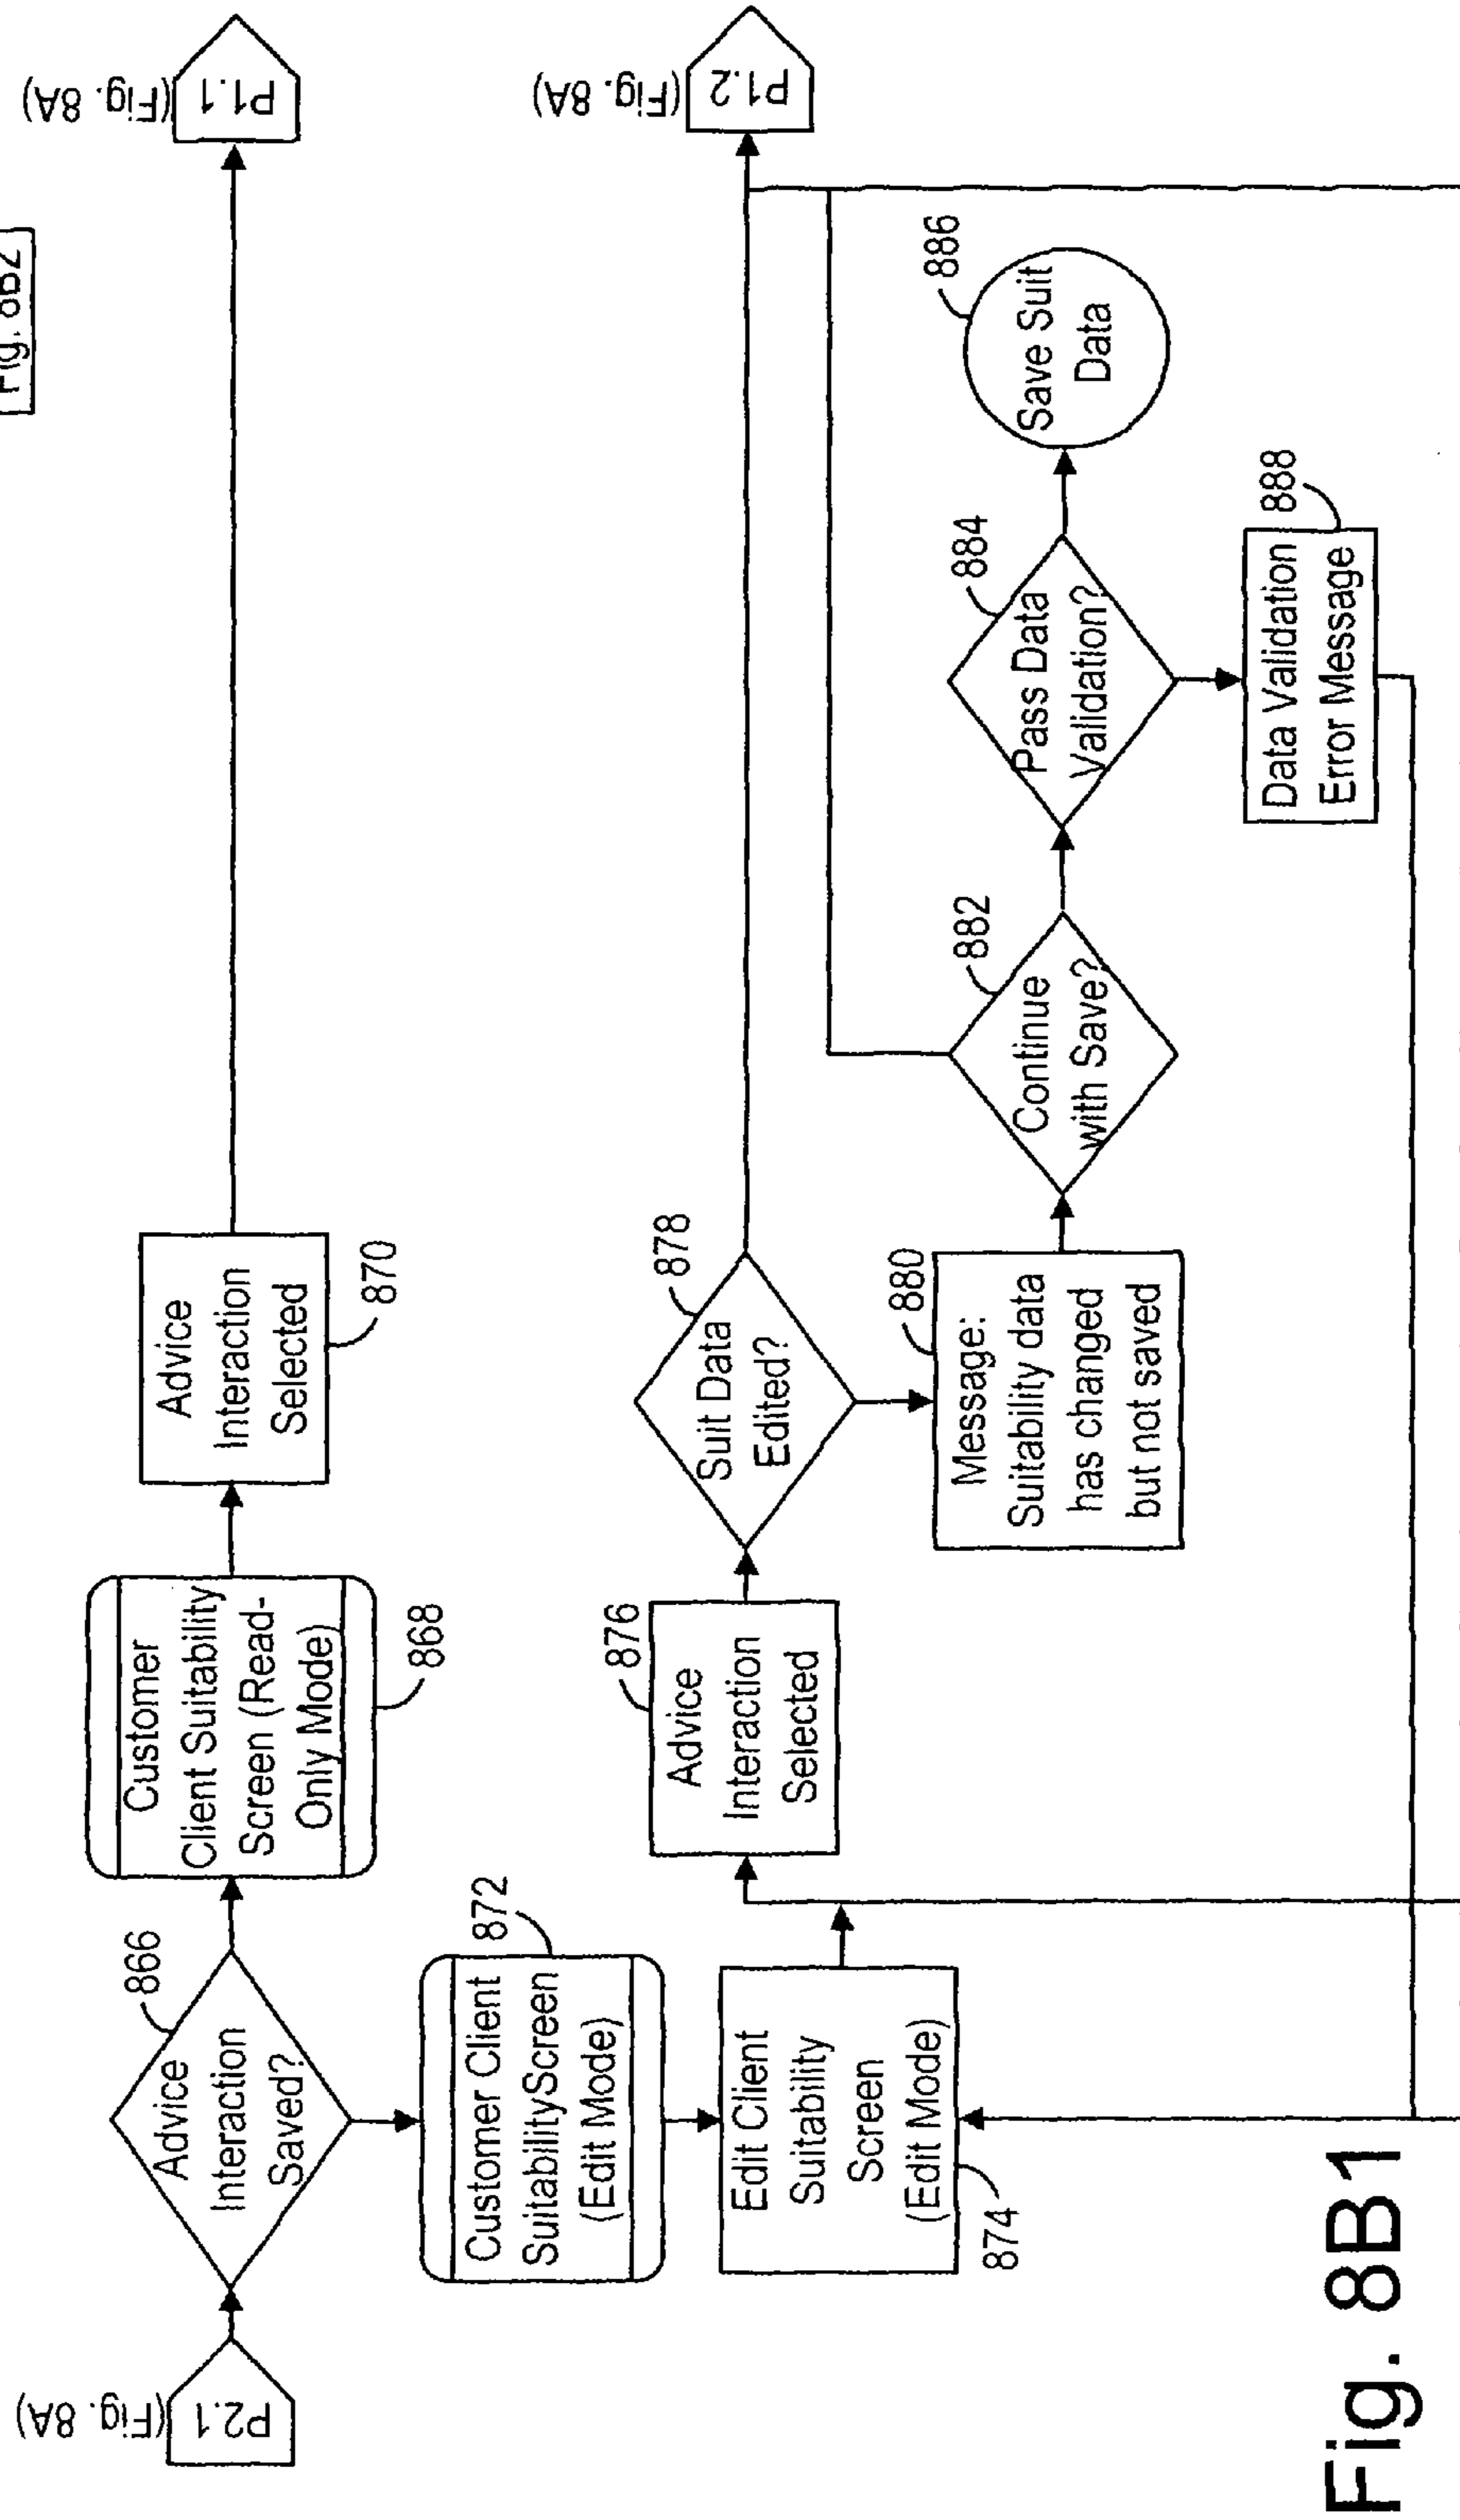 Fig. 8B2
P2.1
(Fig. 8A)
866
Advice
Interaction
Saved?
Customer
Client Suitability
Screen (Read-
Only Mode)
868
Advice
Interaction
Selected
870
P1.1
(Fig. 8A)
872
Customer Client
SuitabilityScreen
(Edit Mode)
Edit Client
Suitability
Screen
(Edit Mode)
874
876
Advice
Interaction
Selected
878
Suit Data
Edited?
P1.2
(Fig. 8A)
880
Message:
Suitability data
has changed
but not saved
882
Continue
with Save?
884
Pass Data
Validation?
886
Save Suit
Data
888
Data Validation
Error Message
Fig. 8B1